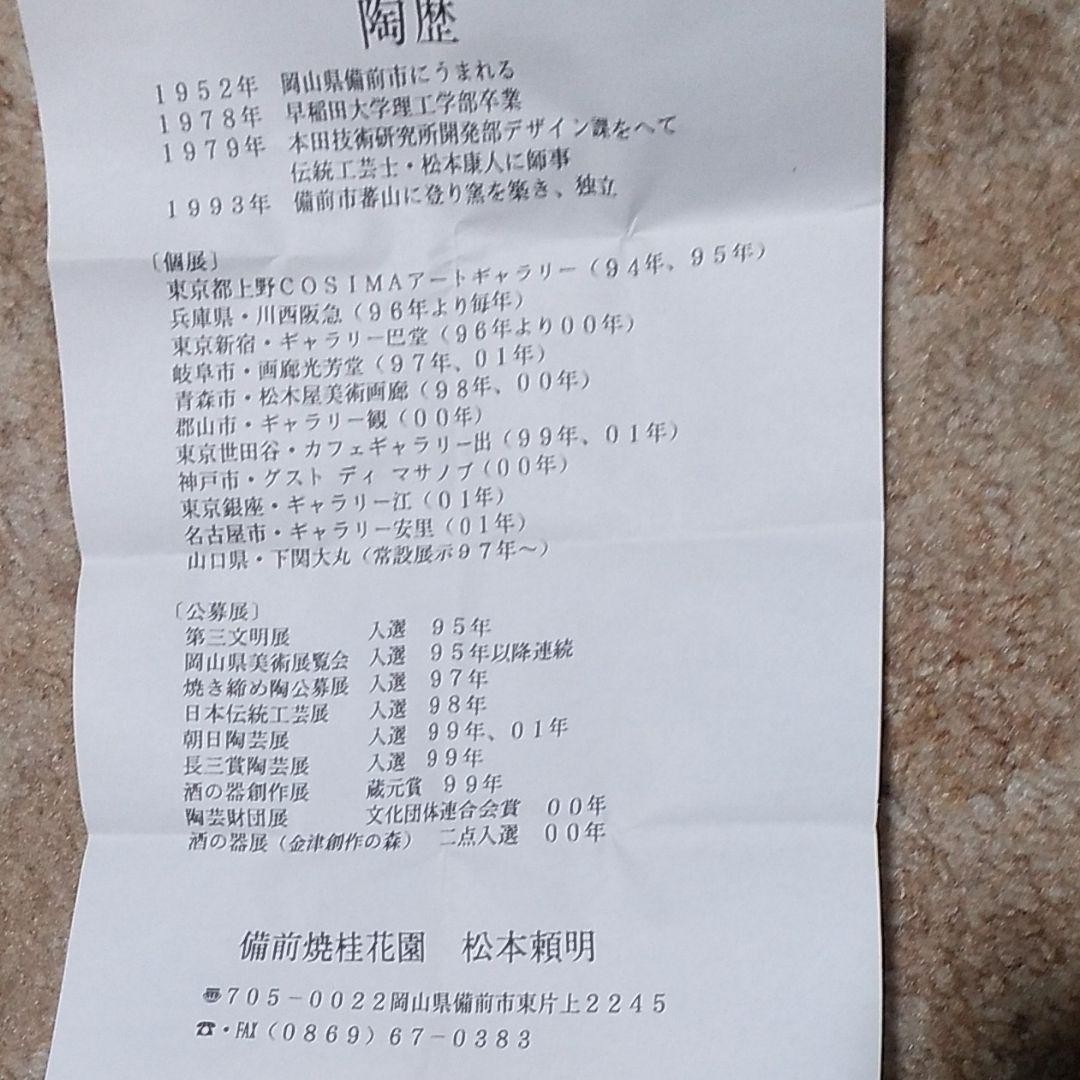 陶歴
1952年 岡山県備前市にうまれる
1978年 早稲田大学理工学部卒業
1979年 本田技術研究所開発部デザイン課をへて
伝統工芸士・松本康人に師事
1993年 備前市蕃山に登り窯を築き、独立
〔個展〕
東京都上野COSIMAアートギャラリー(94年、95年)
兵庫県・川西阪急(96年より毎年)
東京新宿・ギャラリー巴堂(96年より00年)
岐阜市・画廊光芳堂(97年、01年)
青森市・松木屋美術画廊(98年、00年)
郡山市・ギャラリー観(00年)
東京世田谷・カフェギャラリー出(99年、01年)
神戸市・グスト ディ マサノブ(00年)
東京銀座・ギャラリー江(01年)
名古屋市・ギャラリー安里(01年)
山口県・下関大丸(常設展示97年〜)
〔公募展〕
第三文明展 入選 95年
岡山県美術展覧会 入選 95年以降連続
焼き締め陶公募展 入選 97年
日本伝統工芸展 入選 98年
朝日陶芸展 入選 99年、01年
長三賞陶芸展 入選 99年
酒の器創作展 蔵元賞 99年
陶芸財団展 文化団体連合会賞 00年
酒の器展(金津創作の森) 二点入選 00年
備前焼桂花園 松本頼明
〠705-0022岡山県備前市東片上2245
☎・FAX(0869)67-0383